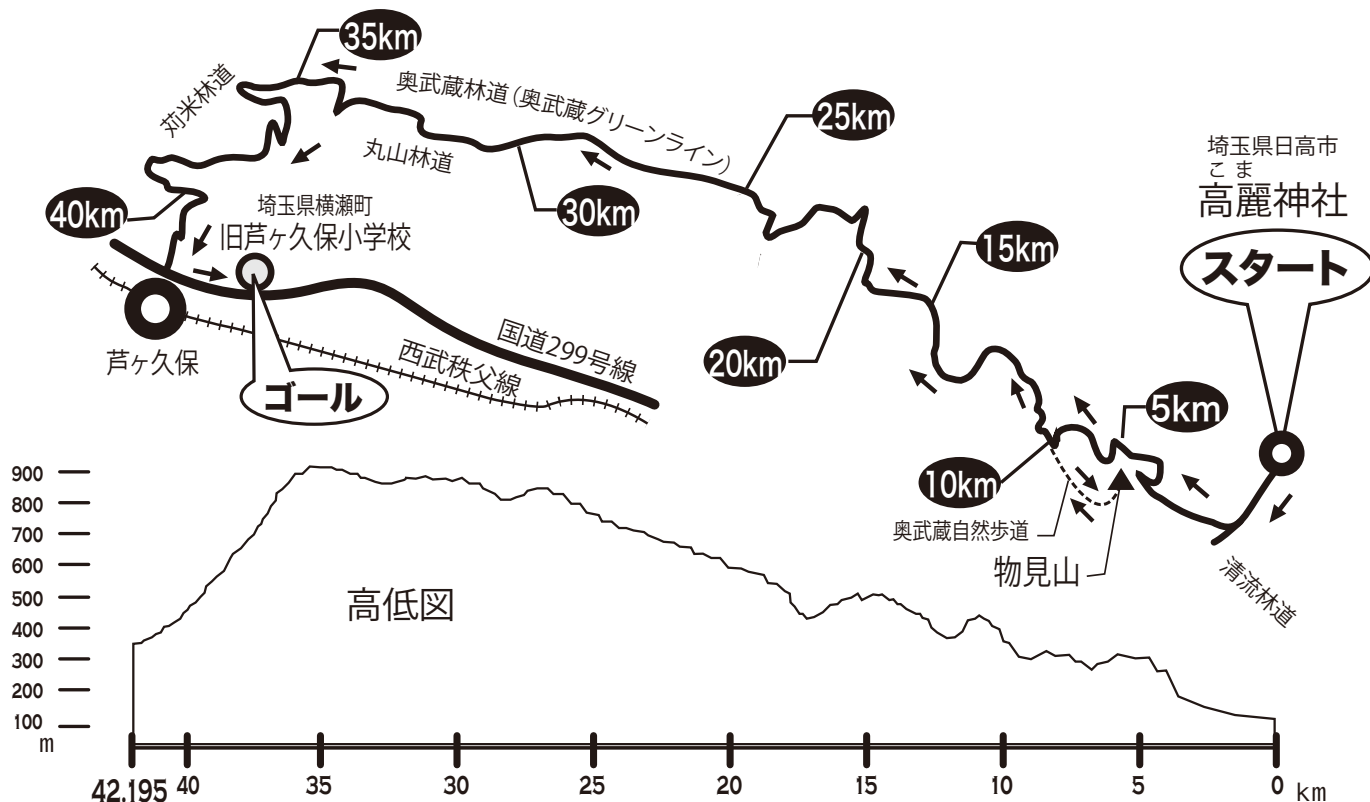 35km
奥武蔵林道(奥武蔵グリーンライン)
苅米林道
丸山林道
25km
埼玉県日高市
こま
高麗神社
スタート
40km
埼玉県横瀬町
旧芦ヶ久保小学校
30km
15km
20km
芦ヶ久保
国道299号線
西武秩父線
ゴール
5km
10km
奥武蔵自然歩道
物見山
清流林道
高低図
900
800
700
600
500
400
300
200
100
m
42.195 40 35 30 25 20 15 10 5 0 km